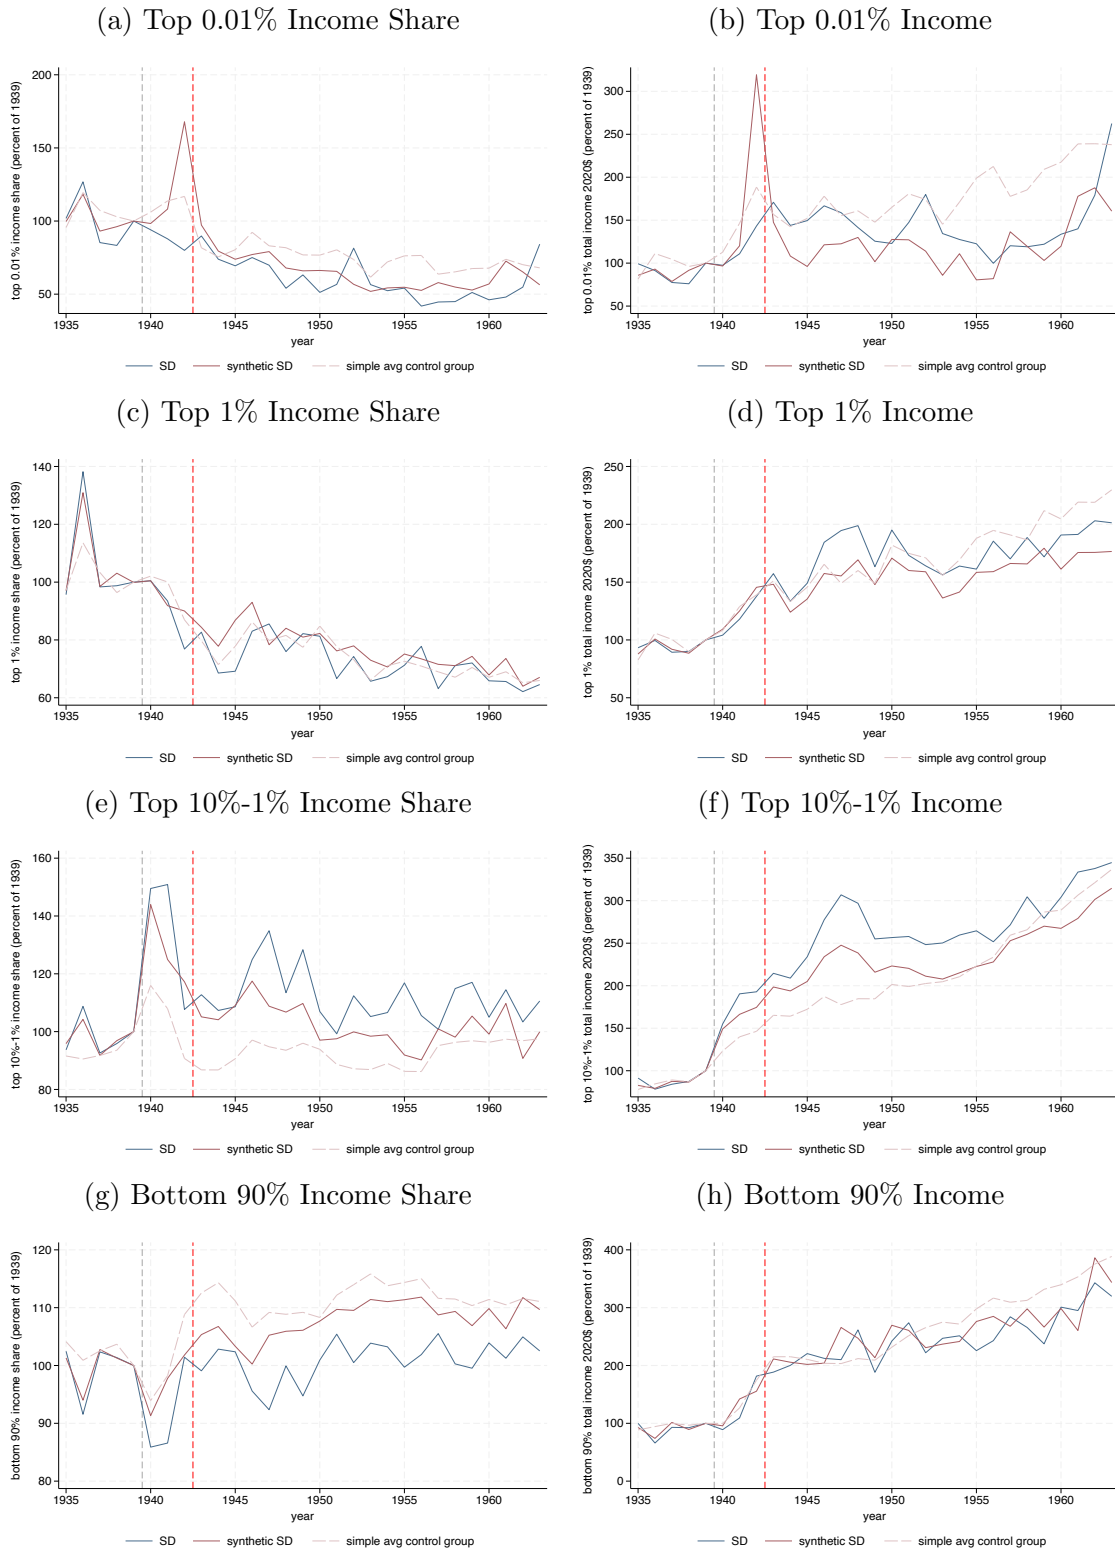 (a) Top 0.01% Income Share
top 0.01% income share (percent of 1939)
200
150
100
50
1935 1940 1945 1950 1955 1960
year
SD synthetic SD simple avg control group
(b) Top 0.01% Income
top 0.01% total income 2020$ (percent of 1939)
300
250
200
150
100
50
1935 1940 1945 1950 1955 1960
year
SD synthetic SD simple avg control group
(c) Top 1% Income Share
top 1% income share (percent of 1939)
140
120
100
80
60
1935 1940 1945 1950 1955 1960
year
SD synthetic SD simple avg control group
(d) Top 1% Income
top 1% total income 2020$ (percent of 1939)
250
200
150
100
50
1935 1940 1945 1950 1955 1960
year
SD synthetic SD simple avg control group
(e) Top 10%-1% Income Share
top 10%-1% income share (percent of 1939)
160
140
120
100
80
1935 1940 1945 1950 1955 1960
year
SD synthetic SD simple avg control group
(f) Top 10%-1% Income
top 10%-1% total income 2020$ (percent of 1939)
350
300
250
200
150
100
1935 1940 1945 1950 1955 1960
year
SD synthetic SD simple avg control group
(g) Bottom 90% Income Share
bottom 90% income share (percent of 1939)
120
110
100
90
80
1935 1940 1945 1950 1955 1960
year
SD synthetic SD simple avg control group
(h) Bottom 90% Income
bottom 90% total income 2020$ (percent of 1939)
400
300
200
100
0
1935 1940 1945 1950 1955 1960
year
SD synthetic SD simple avg control group